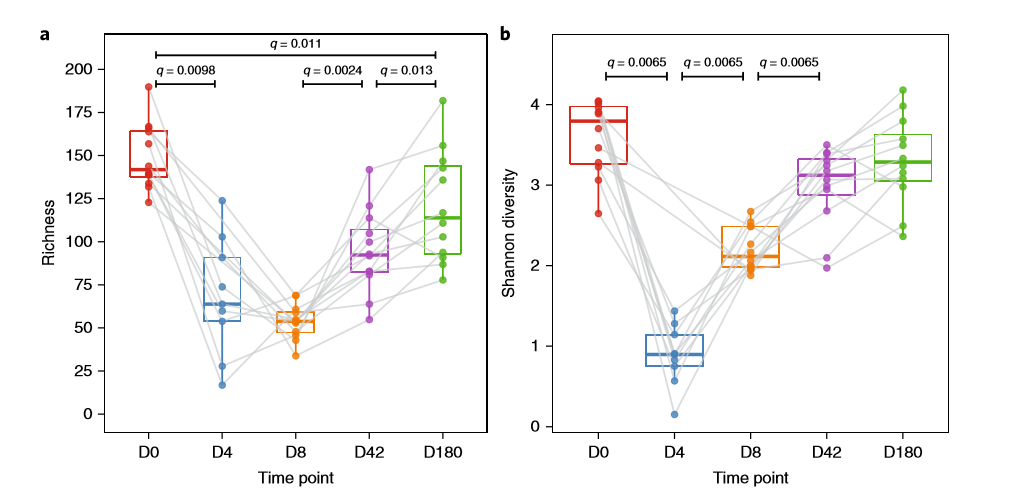 a
q = 0.011
q = 0.0098
q = 0.0024
q = 0.013
200
175
150
125
100
75
50
25
0
Richness
D0
D4
D8
D42
D180
Time point
b
q = 0.0065
q = 0.0065
q = 0.0065
4
3
2
1
0
Shannon diversity
D0
D4
D8
D42
D180
Time point